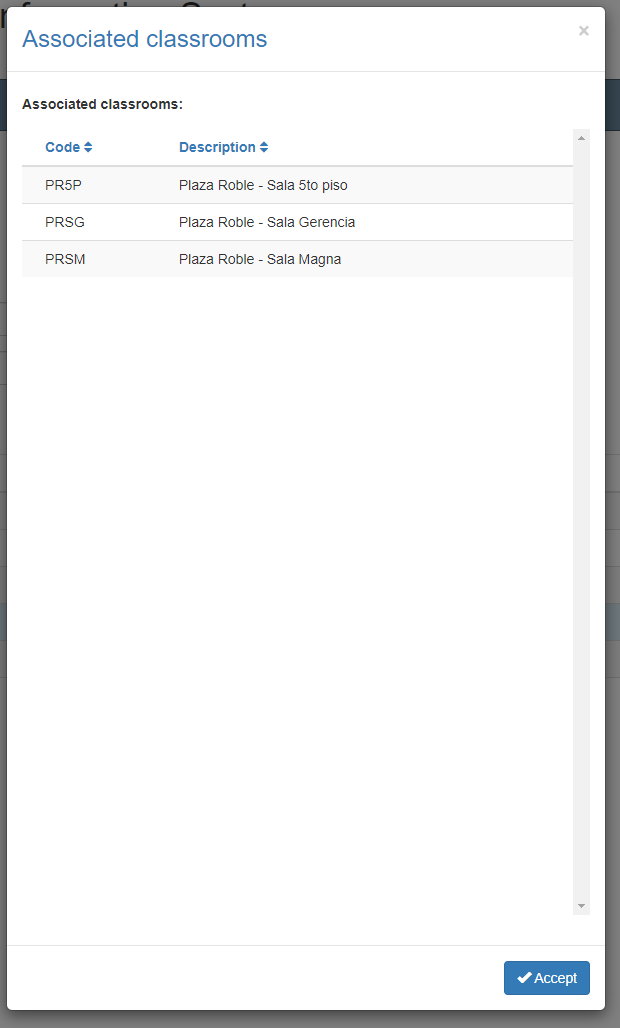 Associated classrooms
×
Associated classrooms:
Code Description
PR5P Plaza Roble - Sala 5to piso
PRSG Plaza Roble - Sala Gerencia
PRSM Plaza Roble - Sala Magna
Accept